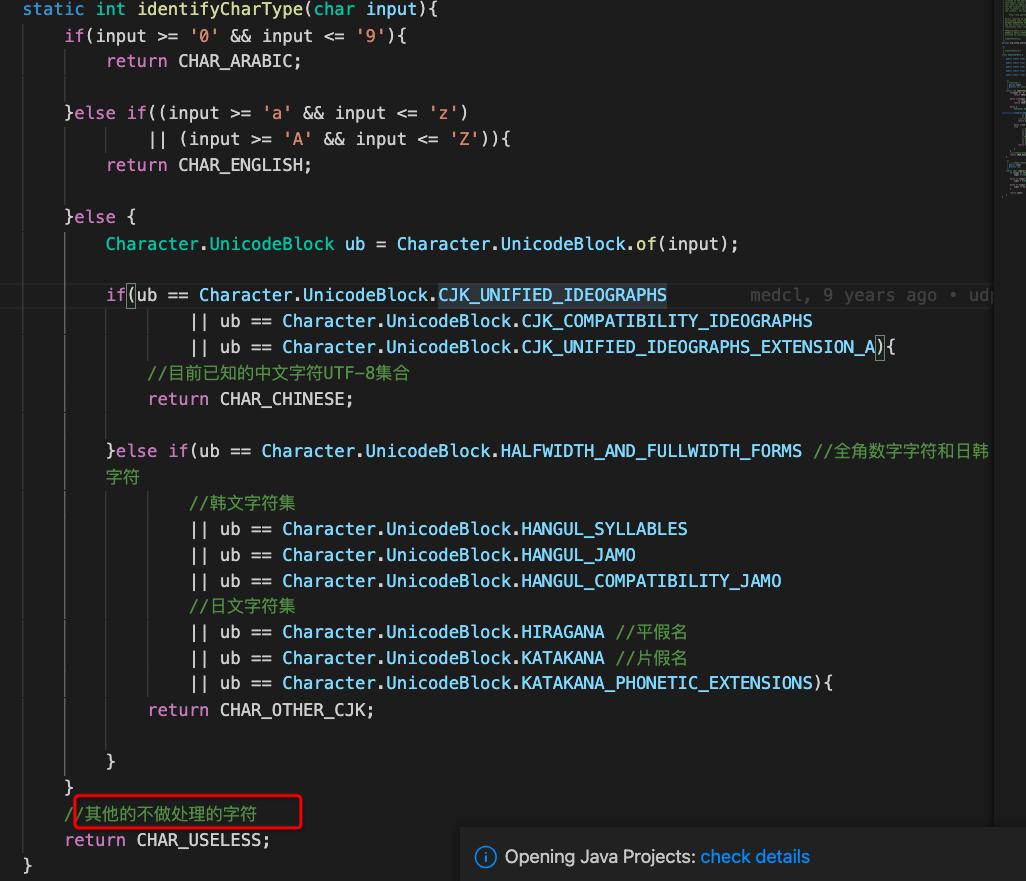 static int identifyCharType(char input){
if(input >= '0' && input <= '9'){
return CHAR_ARABIC;
}else if((input >= 'a' && input <= 'z')
|| (input >= 'A' && input <= 'Z')){
return CHAR_ENGLISH;
}else {
Character.UnicodeBlock ub = Character.UnicodeBlock.of(input);
if(ub == Character.UnicodeBlock.CJK_UNIFIED_IDEOGRAPHS medcl, 9 years ago •
|| ub == Character.UnicodeBlock.CJK_COMPATIBILITY_IDEOGRAPHS
|| ub == Character.UnicodeBlock.CJK_UNIFIED_IDEOGRAPHS_EXTENSION_A){
//目前已知的中文字符UTF-8集合
return CHAR_CHINESE;
}else if(ub == Character.UnicodeBlock.HALFWIDTH_AND_FULLWIDTH_FORMS //全角数字字符和日韩
字符
//韩文字符集
|| ub == Character.UnicodeBlock.HANGUL_SYLLABLES
|| ub == Character.UnicodeBlock.HANGUL_JAMO
|| ub == Character.UnicodeBlock.HANGUL_COMPATIBILITY_JAMO
//日文字符集
|| ub == Character.UnicodeBlock.HIRAGANA //平假名
|| ub == Character.UnicodeBlock.KATAKANA //片假名
|| ub == Character.UnicodeBlock.KATAKANA_PHONETIC_EXTENSIONS){
return CHAR_OTHER_CJK;
}
}
//其他的不做处理的字符
return CHAR_USELESS;
}
Opening Java Projects: check details